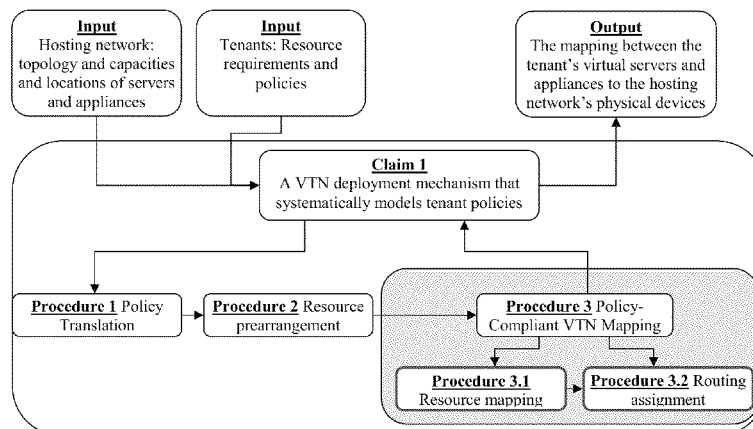 Input
Hosting network:
topology and capacities
and locations of servers
and appliances
Input
Tenants: Resource
requirements and
policies
Output
The mapping between the
tenant's virtual servers and
appliances to the hosting
network's physical devices
Claim 1
A VTN deployment mechanism that
systematically models tenant policies
Procedure 1 Policy
Translation
Procedure 2 Resource
prearrangement
Procedure 3 Policy-
Compliant VTN Mapping
Procedure 3.1
Resource mapping
Procedure 3.2 Routing
assignment